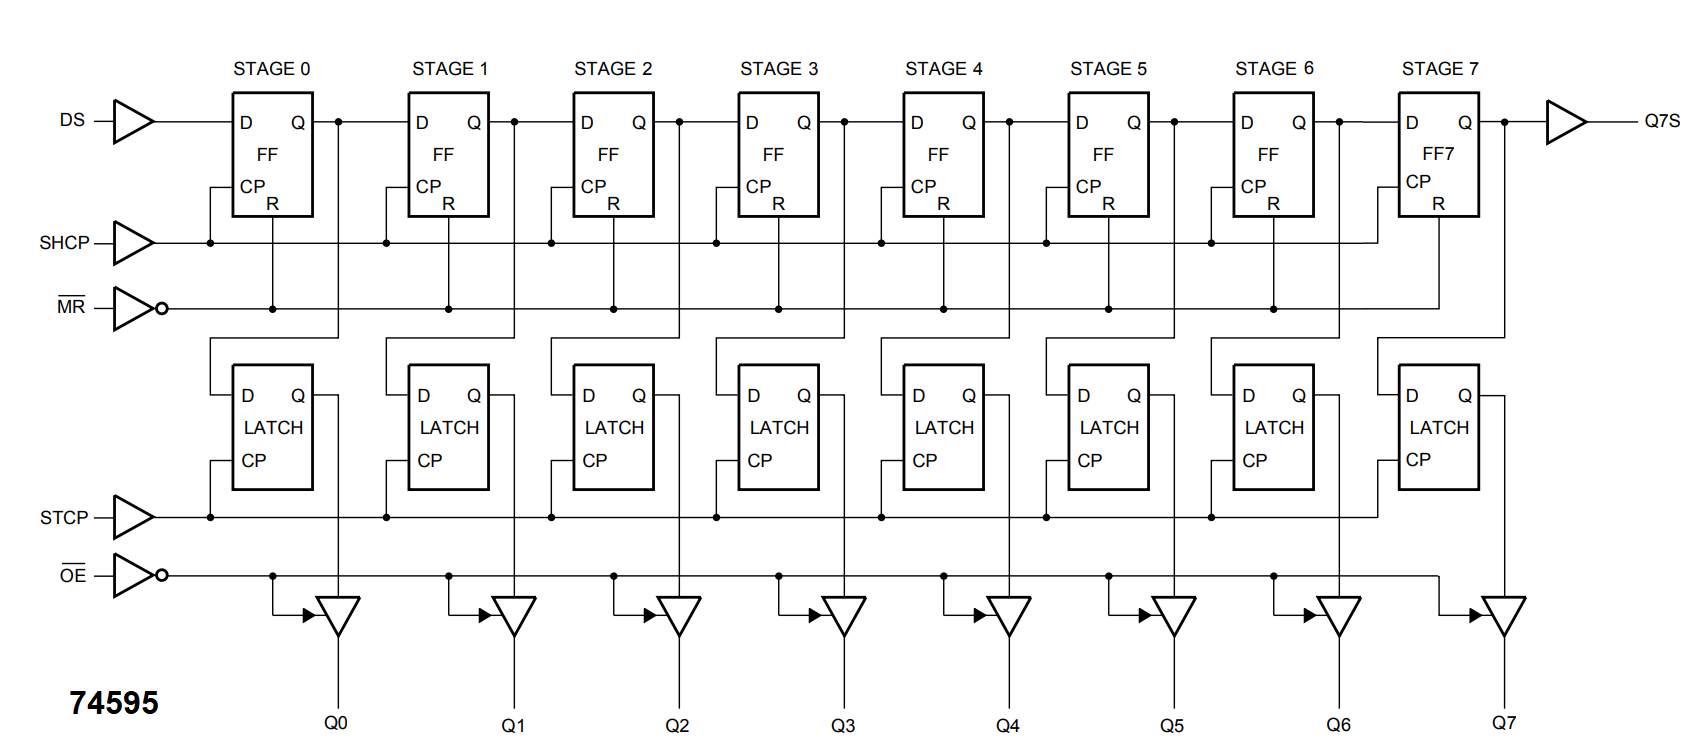 STAGE 0 STAGE 1 STAGE 2 STAGE 3 STAGE 4 STAGE 5 STAGE 6 STAGE 7
DS D Q D Q D Q D Q D Q D Q D Q D Q Q7S
FF FF FF FF FF FF FF FF7
CP CP CP CP CP CP CP CP
R R R R R R R R
SHCP
MR
D Q D Q D Q D Q D Q D Q D Q D Q
LATCH LATCH LATCH LATCH LATCH LATCH LATCH LATCH
CP CP CP CP CP CP CP CP
STCP
OE
74595
Q0 Q1 Q2 Q3 Q4 Q5 Q6 Q7